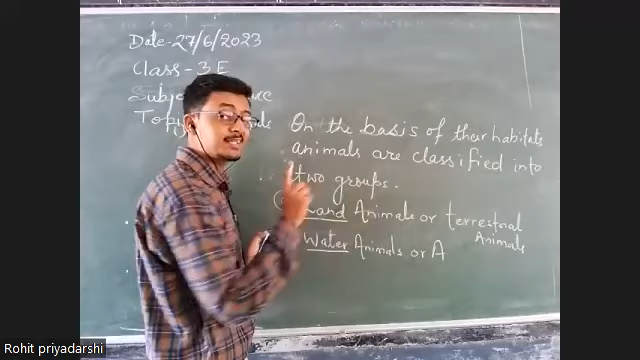 Date-27/6/2023
Class-3E
On the basis of their habitats
animals are classified into
two groups.
Land Animals or terrestrial
Animals
Water Animals or A
Rohit priyadarshi